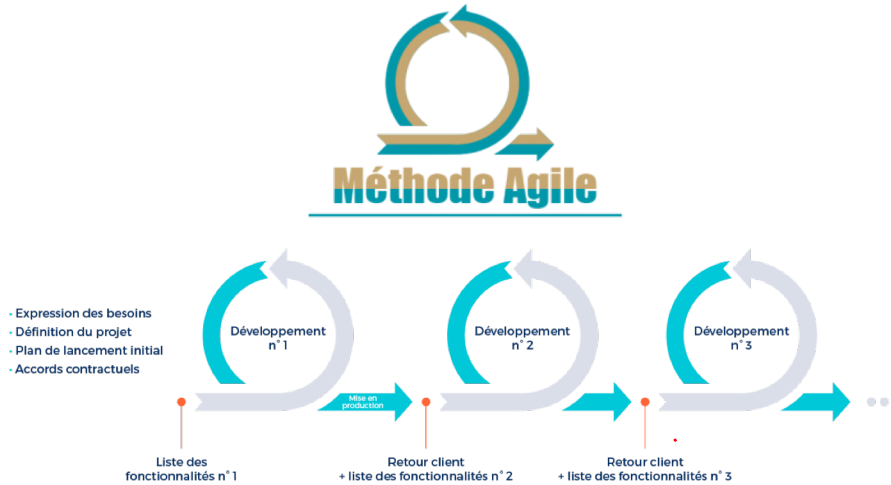 Méthode Agile
- Expression des besoins
- Définition du projet
- Plan de lancement initial
- Accords contractuels
Développement
n° 1
Mise en
production
Développement
n° 2
Développement
n° 3
Liste des
fonctionnalités n° 1
Retour client
+ liste des fonctionnalités n° 2
Retour client
+ liste des fonctionnalités n° 3